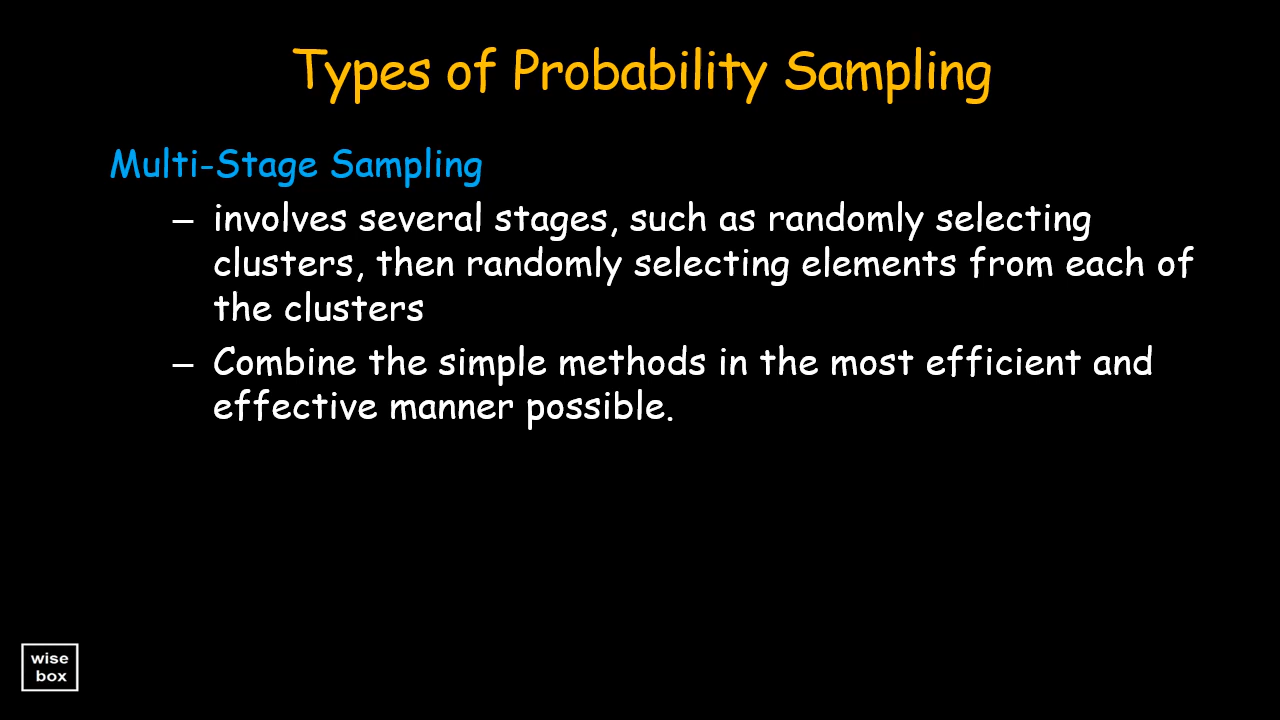 Types of Probability Sampling
Multi-Stage Sampling
– involves several stages, such as randomly selecting
clusters, then randomly selecting elements from each of
the clusters
– Combine the simple methods in the most efficient and
effective manner possible.
wise
box